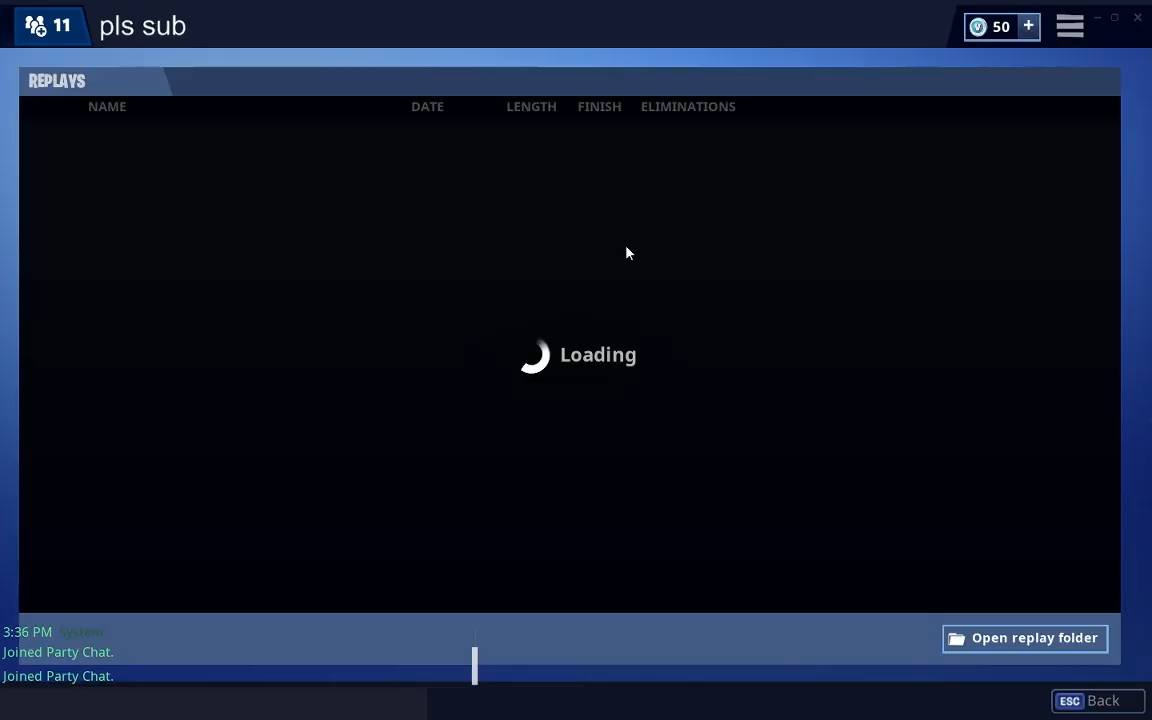 11 pls sub 50 +
REPLAYS
NAME DATE LENGTH FINISH ELIMINATIONS
Loading
3:36 PM System
Joined Party Chat.
Joined Party Chat.
Open replay folder
ESC Back